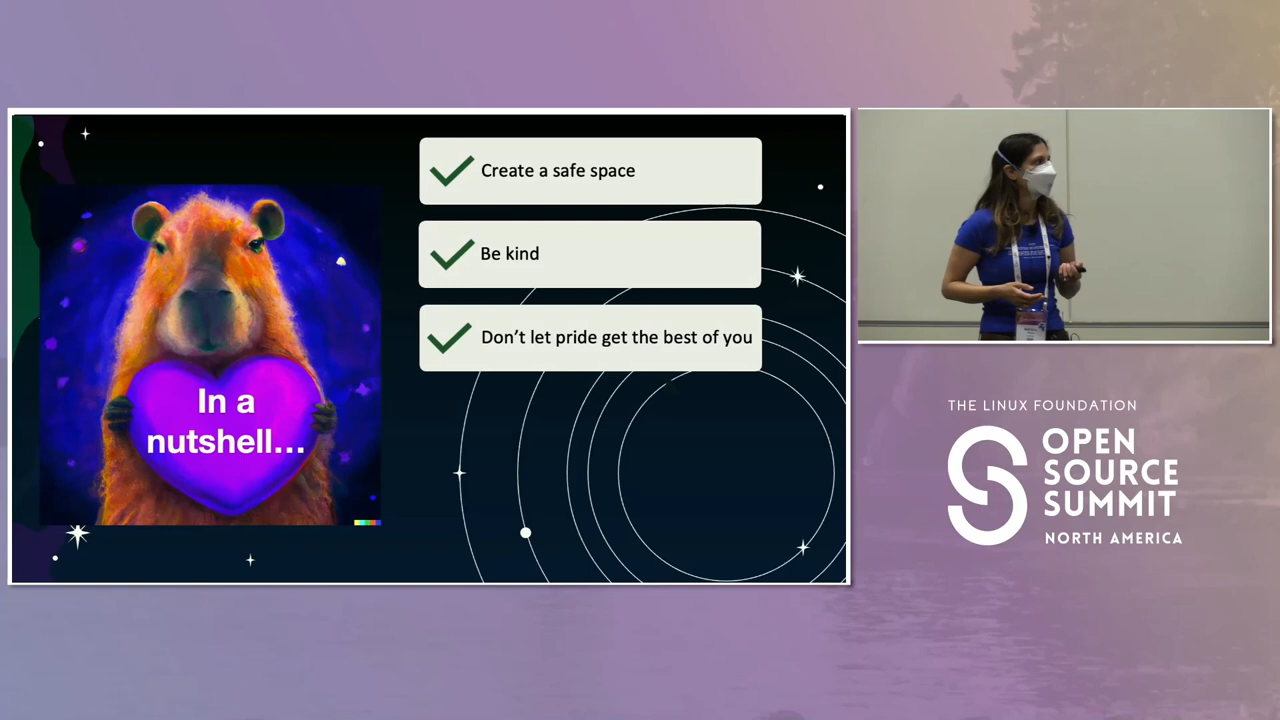 In a
nutshell...
Create a safe space
Be kind
Don't let pride get the best of you
THE LINUX FOUNDATION
OPEN
SOURCE
SUMMIT
NORTH AMERICA